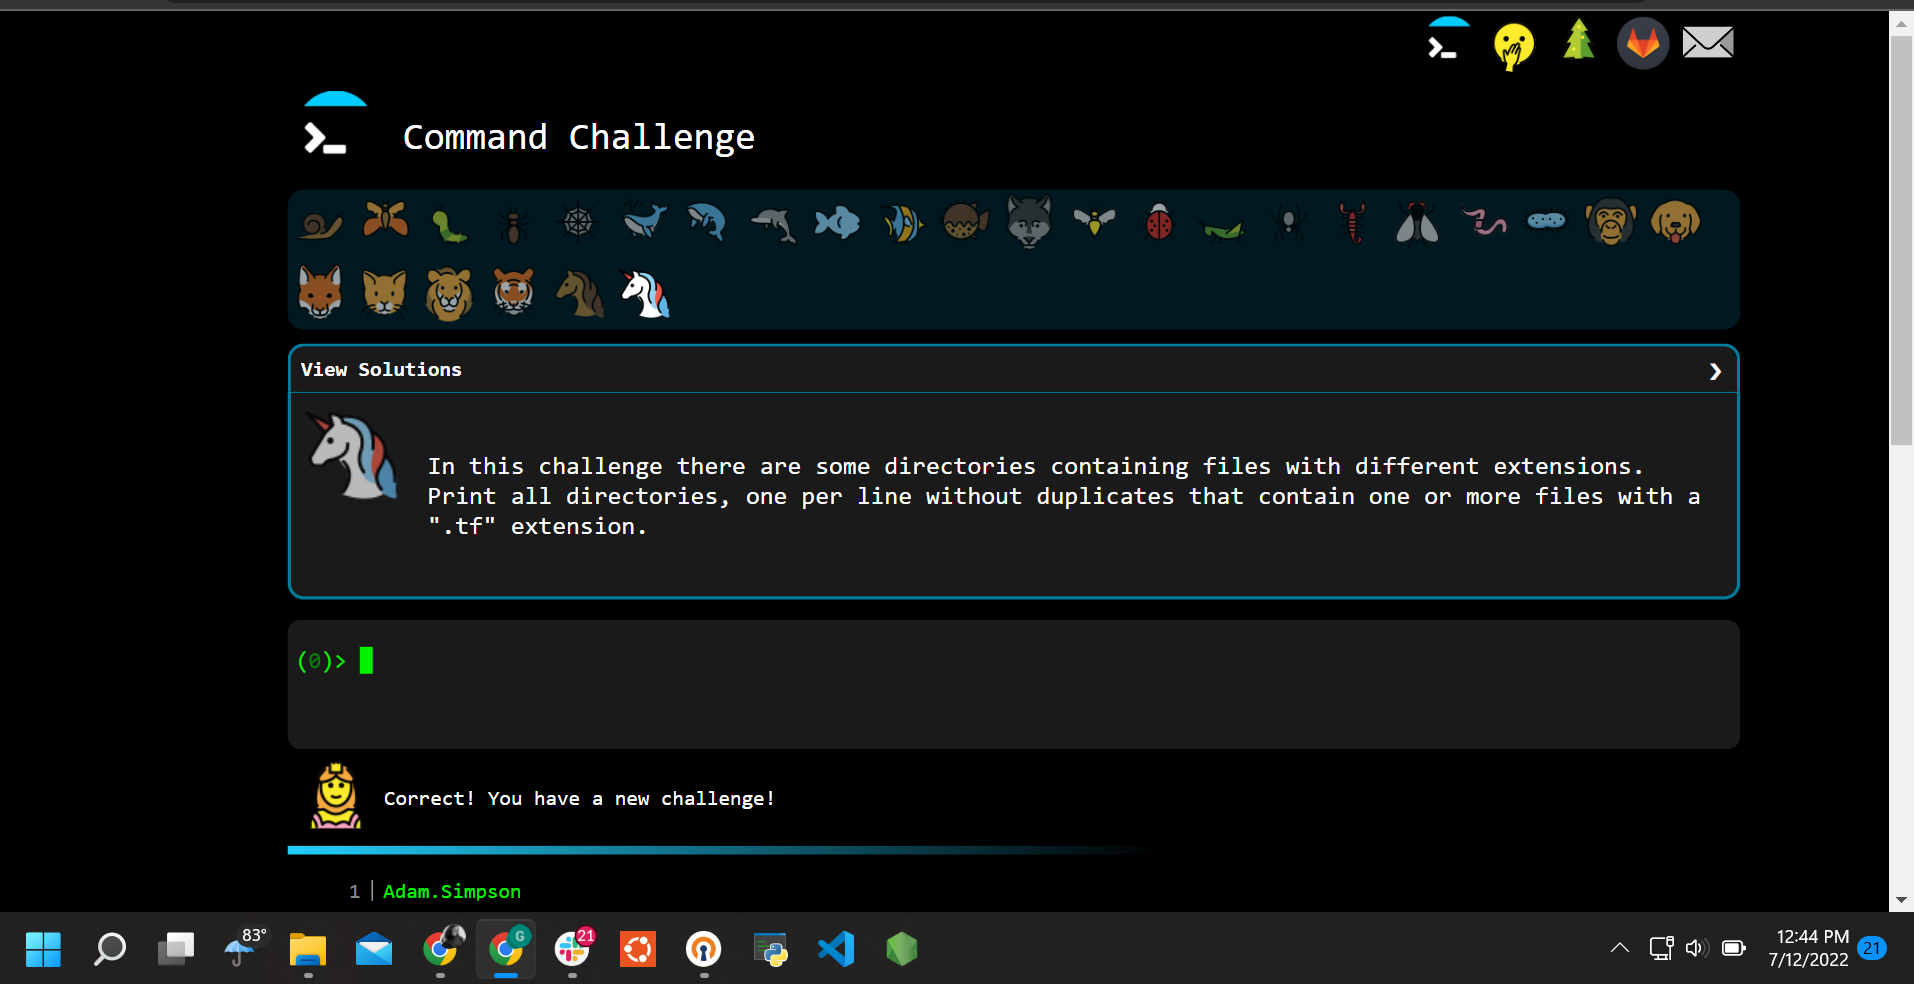 Command Challenge
View Solutions
In this challenge there are some directories containing files with different extensions.
Print all directories, one per line without duplicates that contain one or more files with a
".tf" extension.
(0)>
Correct! You have a new challenge!
1 Adam.Simpson
83°
G
21
12:44 PM
7/12/2022
21